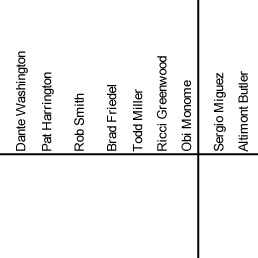 Dante Washington
Pat Harrington
Rob Smith
Brad Friedel
Todd Miller
Ricci Greenwood
Obi Monome
Sergio Miguez
Altimont Butler